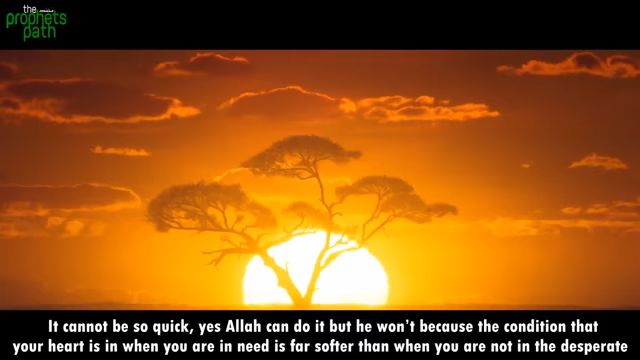 the
prophets
path
It cannot be so quick, yes Allah can do it but he won't because the condition that
your heart is in when you are in need is far softer than when you are not in the desperate